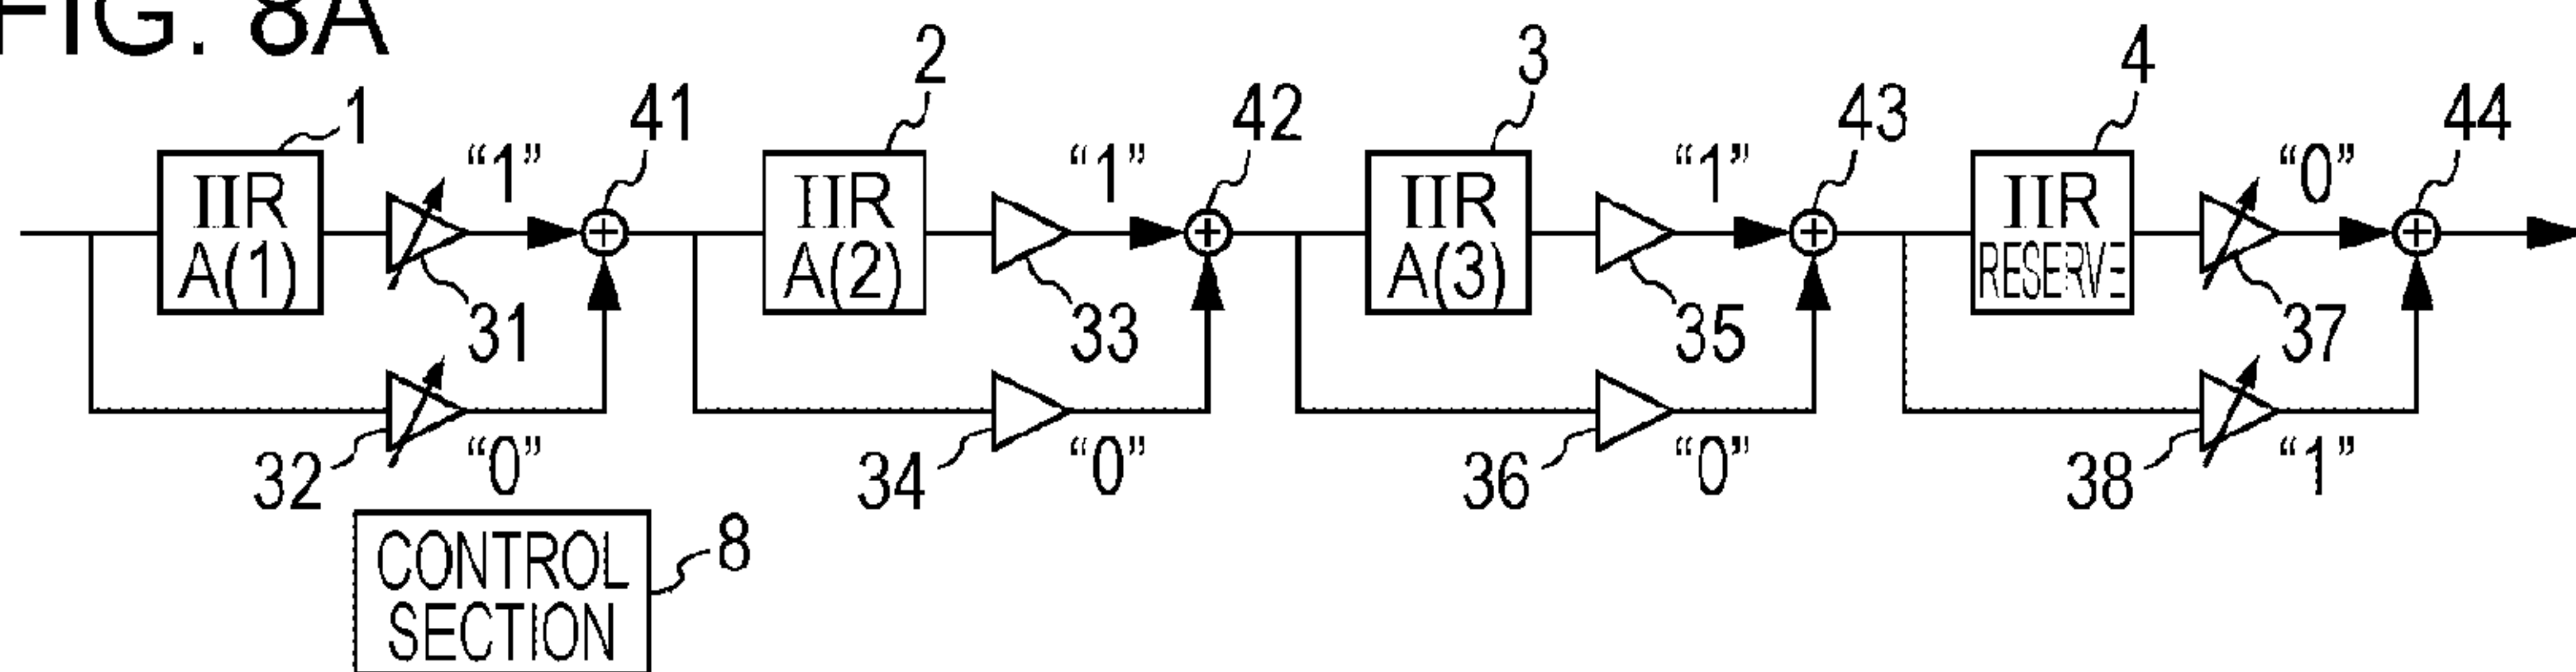 FIG. 8A
1
2
3
4
41
42
43
44
IIR
A(1)
"1"
IIR
A(2)
"1"
IIR
A(3)
"1"
IIR
RESERVE
"0"
31
33
35
37
32
"0"
34
"0"
36
"0"
38
"1"
CONTROL
SECTION
8